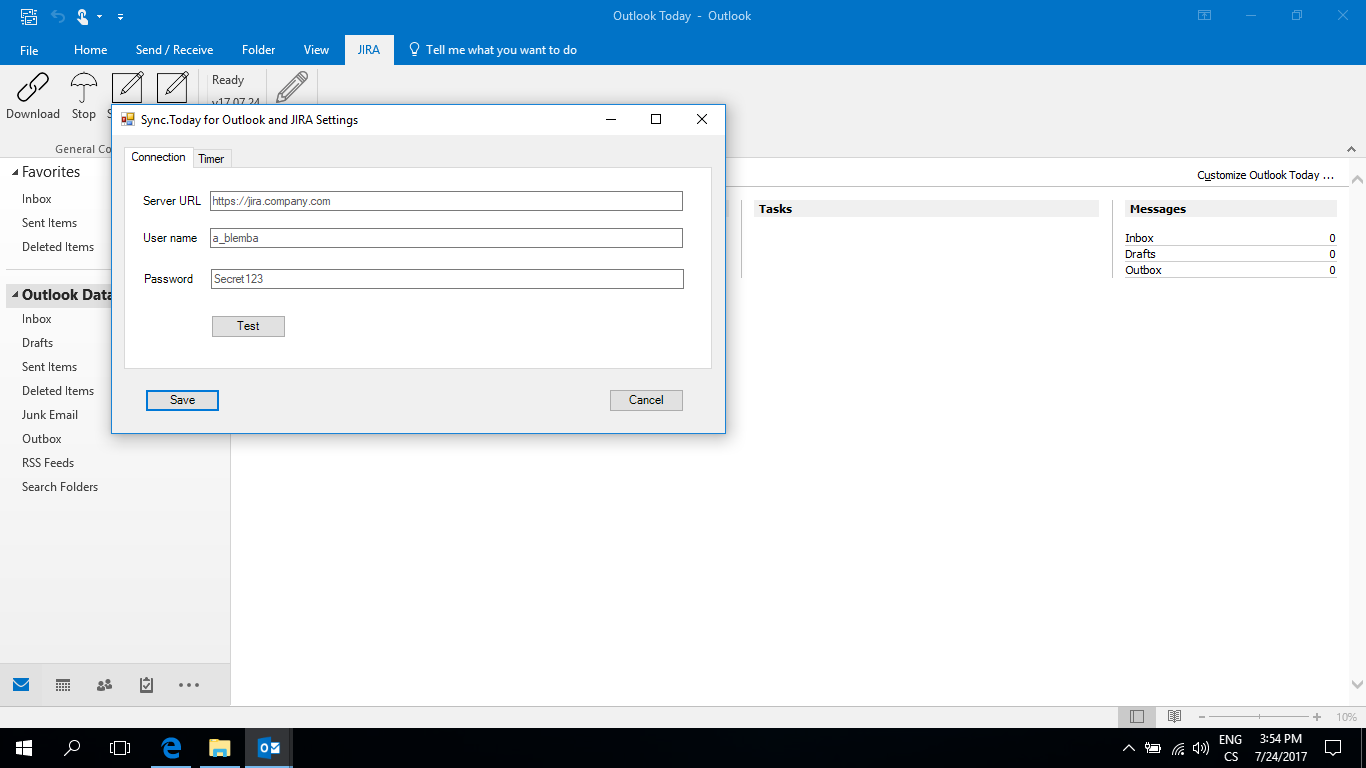 Outlook Today - Outlook
File Home Send / Receive Folder View JIRA Tell me what you want to do
Ready
v17.07.24
Download Stop
General Co
Sync.Today for Outlook and JIRA Settings
Connection Timer
Server URL https://jira.company.com
User name a_blemba
Password Secret123
Test
Save Cancel
Favorites
Inbox
Sent Items
Deleted Items
Outlook Data
Inbox
Drafts
Sent Items
Deleted Items
Junk Email
Outbox
RSS Feeds
Search Folders
Customize Outlook Today ...
Tasks
Messages
Inbox 0
Drafts 0
Outbox 0
10%
ENG
CS
3:54 PM
7/24/2017